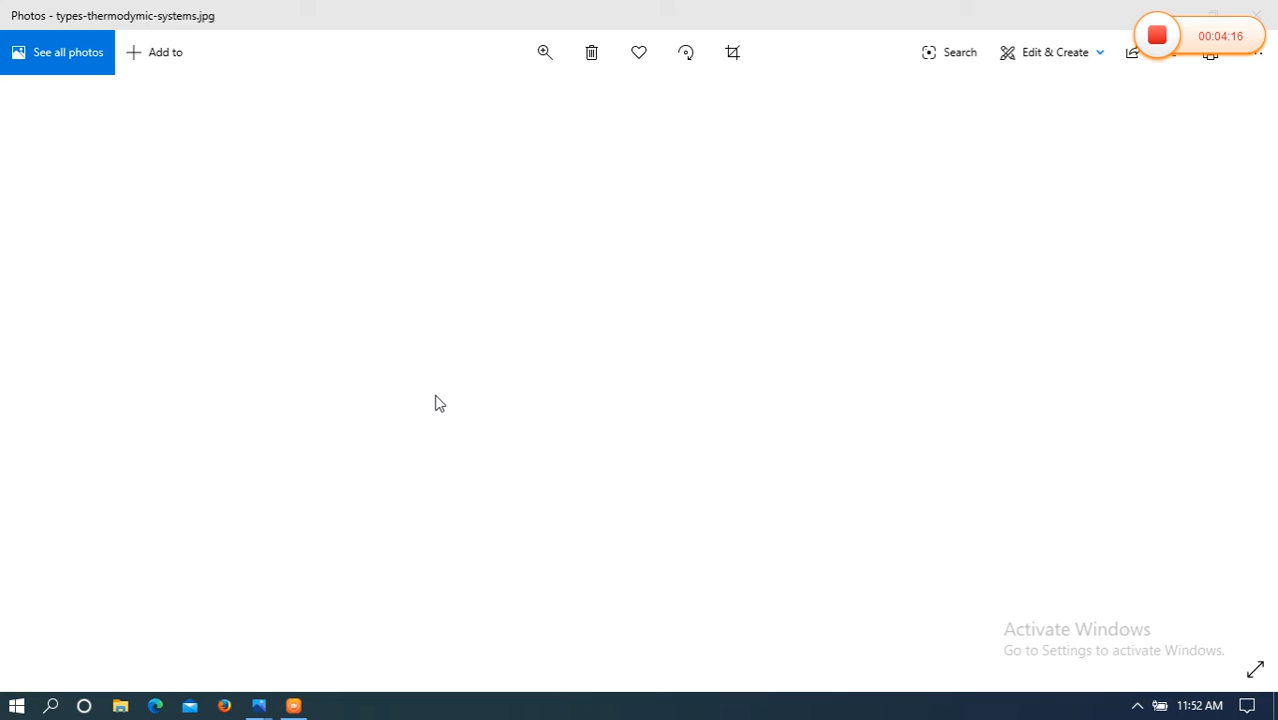 Photos - types-thermodymic-systems.jpg
00:04:16
See all photos
Add to
Search
Edit & Create
Activate Windows
Go to Settings to activate Windows.
11:52 AM